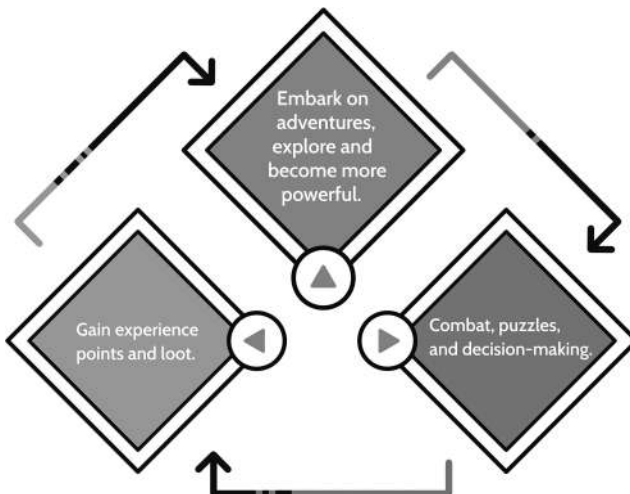 Embark on
adventures,
explore and
become more
powerful.
Combat, puzzles,
and decision-making.
Gain experience
points and loot.